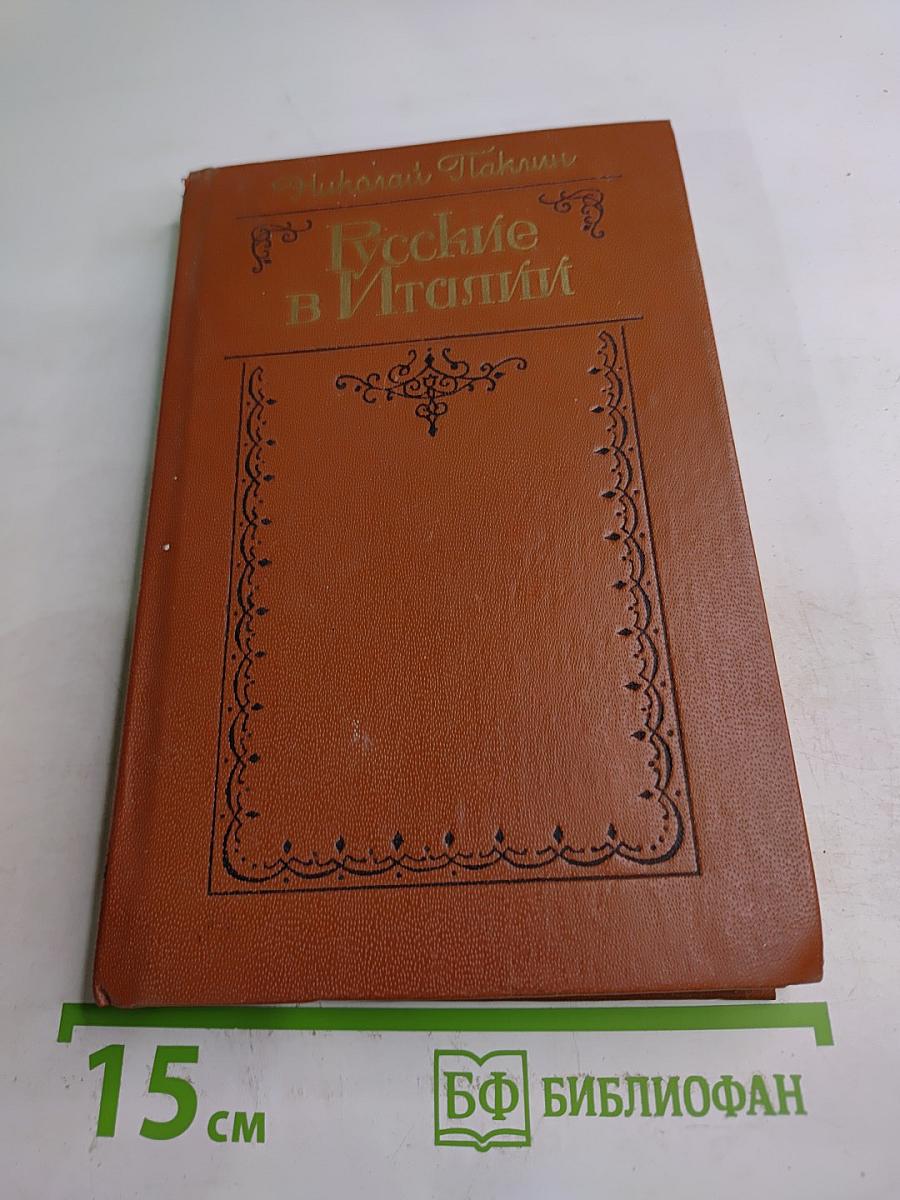 Николай Паклин
Русские
в Италии
15 см
БФ БИБЛИОФАН